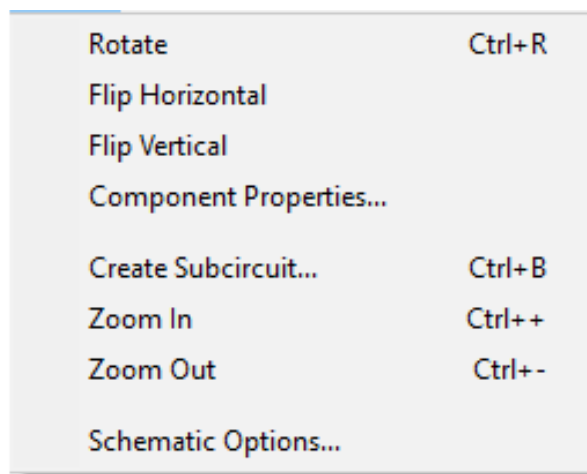 Rotate Ctrl+R
Flip Horizontal
Flip Vertical
Component Properties...
Create Subcircuit... Ctrl+B
Zoom In Ctrl++
Zoom Out Ctrl+-
Schematic Options...